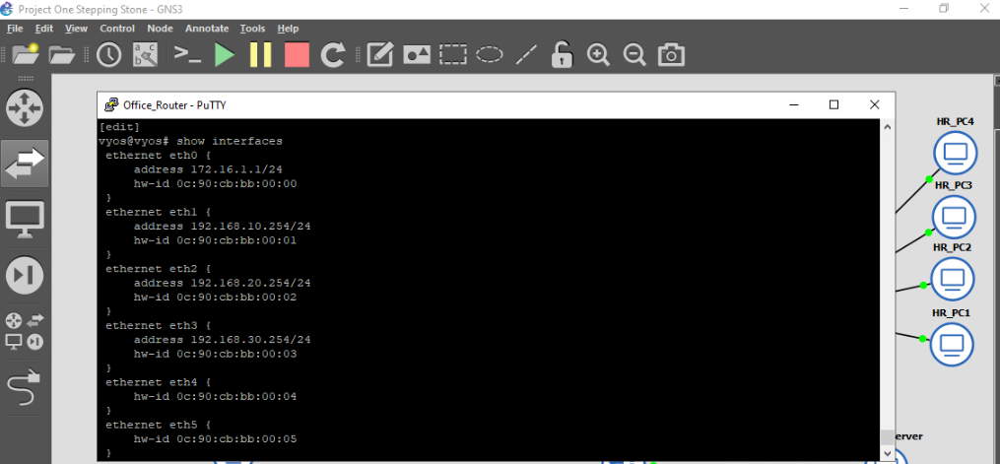 Project One Stepping Stone - GNS3
File Edit View Control Node Annotate Tools Help
a c
b
>_
Office_Router - PuTTY
[edit]
vyos@vyos# show interfaces
ethernet eth0 {
address 172.16.1.1/24
hw-id 0c:90:cb:bb:00:00
}
ethernet eth1 {
address 192.168.10.254/24
hw-id 0c:90:cb:bb:00:01
}
ethernet eth2 {
address 192.168.20.254/24
hw-id 0c:90:cb:bb:00:02
}
ethernet eth3 {
address 192.168.30.254/24
hw-id 0c:90:cb:bb:00:03
}
ethernet eth4 {
hw-id 0c:90:cb:bb:00:04
}
ethernet eth5 {
hw-id 0c:90:cb:bb:00:05
}
HR_PC4
HR_PC3
HR_PC2
HR_PC1
erver